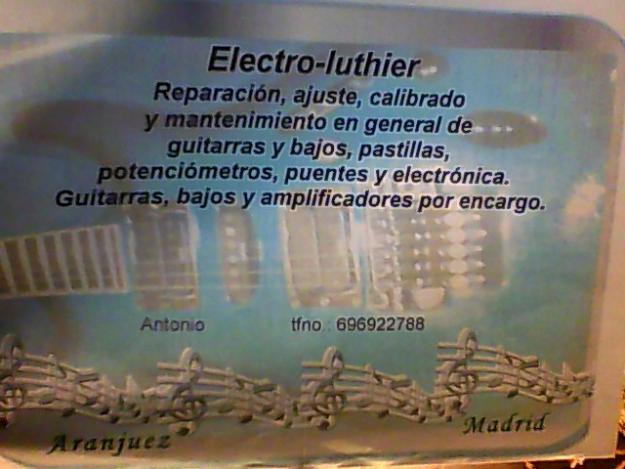 Electro-luthier
Reparación, ajuste, calibrado
y mantenimiento en general de
guitarras y bajos, pastillas,
potenciómetros, puentes y electrónica.
Guitarras, bajos y amplificadores por encargo.
Antonio tfno.: 696922788
Aranjuez Madrid